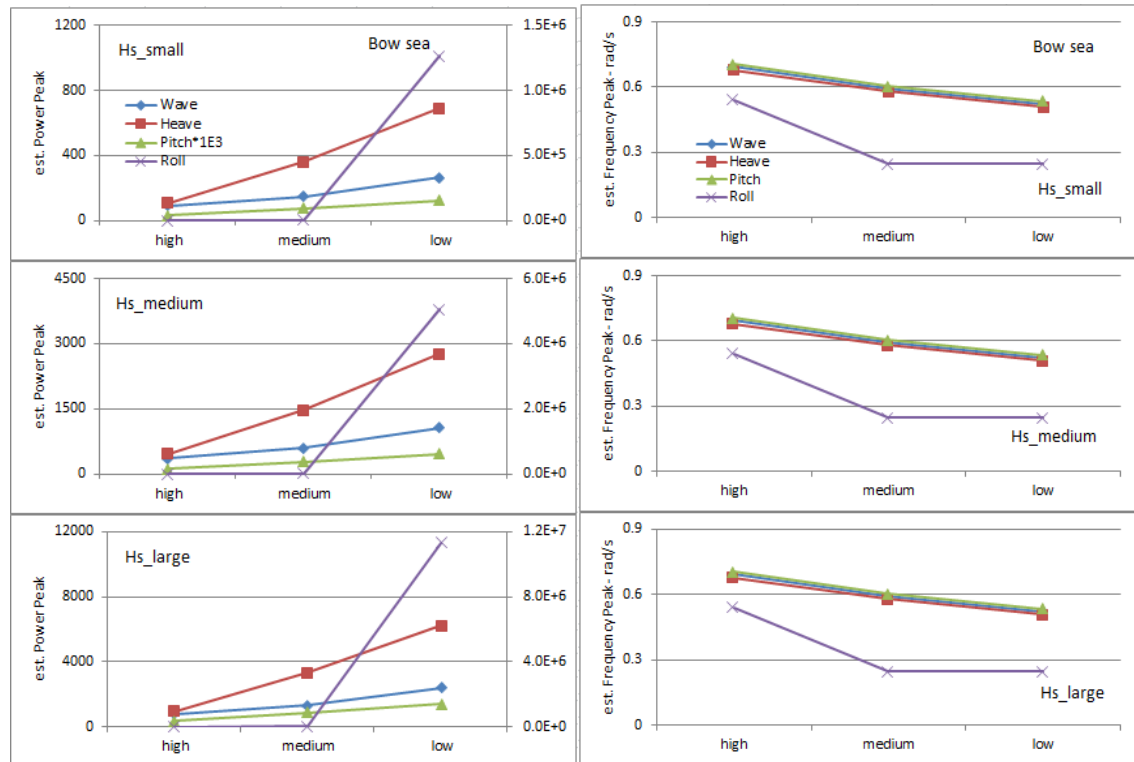 Bow sea
Hs_small
est. Power Peak
1200
800
400
0
1.5E+6
1.0E+6
5.0E+5
0.0E+0
Wave
Heave
Pitch*1E3
Roll
high medium low
Bow sea
est. Frequency Peak - rad/s
0.9
0.6
0.3
0
Wave
Heave
Pitch
Roll
Hs_small
high medium low
Hs_medium
est. Power Peak
4500
3000
1500
0
6.0E+6
4.0E+6
2.0E+6
0.0E+0
high medium low
est. Frequency Peak - rad/s
0.9
0.6
0.3
0
Hs_medium
high medium low
Hs_large
est. Power Peak
12000
8000
4000
0
1.2E+7
8.0E+6
4.0E+6
0.0E+0
high medium low
est. Frequency Peak - rad/s
0.9
0.6
0.3
0
Hs_large
high medium low